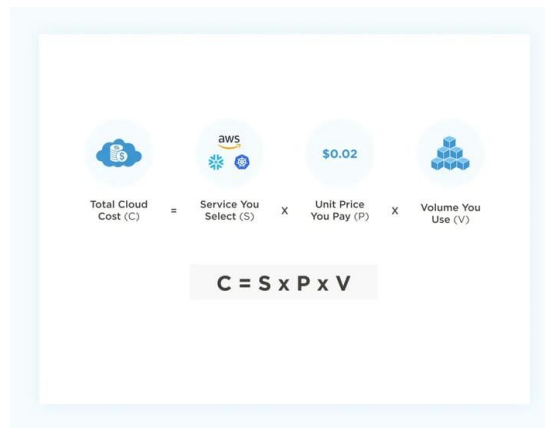 aws
$0.02
Total Cloud
Cost (C)
=
Service You
Select (S)
X
Unit Price
You Pay (P)
X
Volume You
Use (V)
C = S x P x V